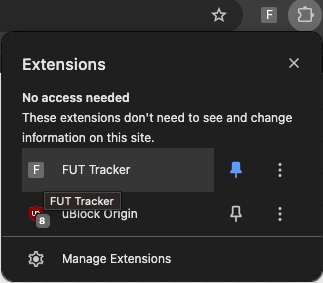 F
Extensions
No access needed
These extensions don't need to see and change
information on this site.
F FUT Tracker
FUT Tracker
8 uBlock Origin
Manage Extensions